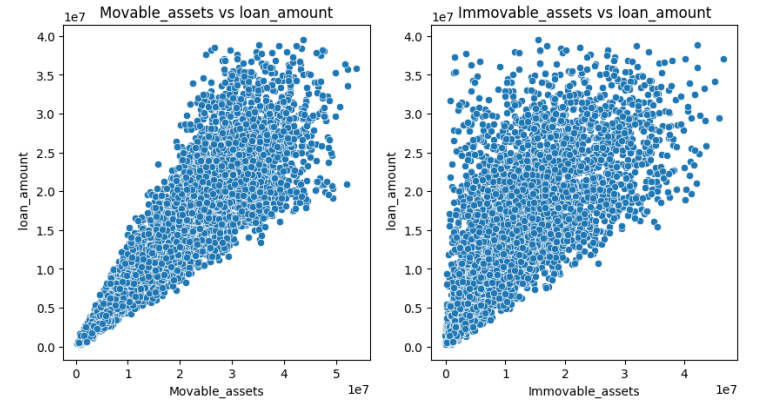 1e7 Movable_assets vs loan_amount
4.0
3.5
3.0
2.5
2.0
1.5
1.0
0.5
0.0
loan_amount
0 1 2 3 4 5
1e7
Movable_assets
1e7 Immovable_assets vs loan_amount
4.0
3.5
3.0
2.5
2.0
1.5
1.0
0.5
0.0
loan_amount
0 1 2 3 4
1e7
Immovable_assets